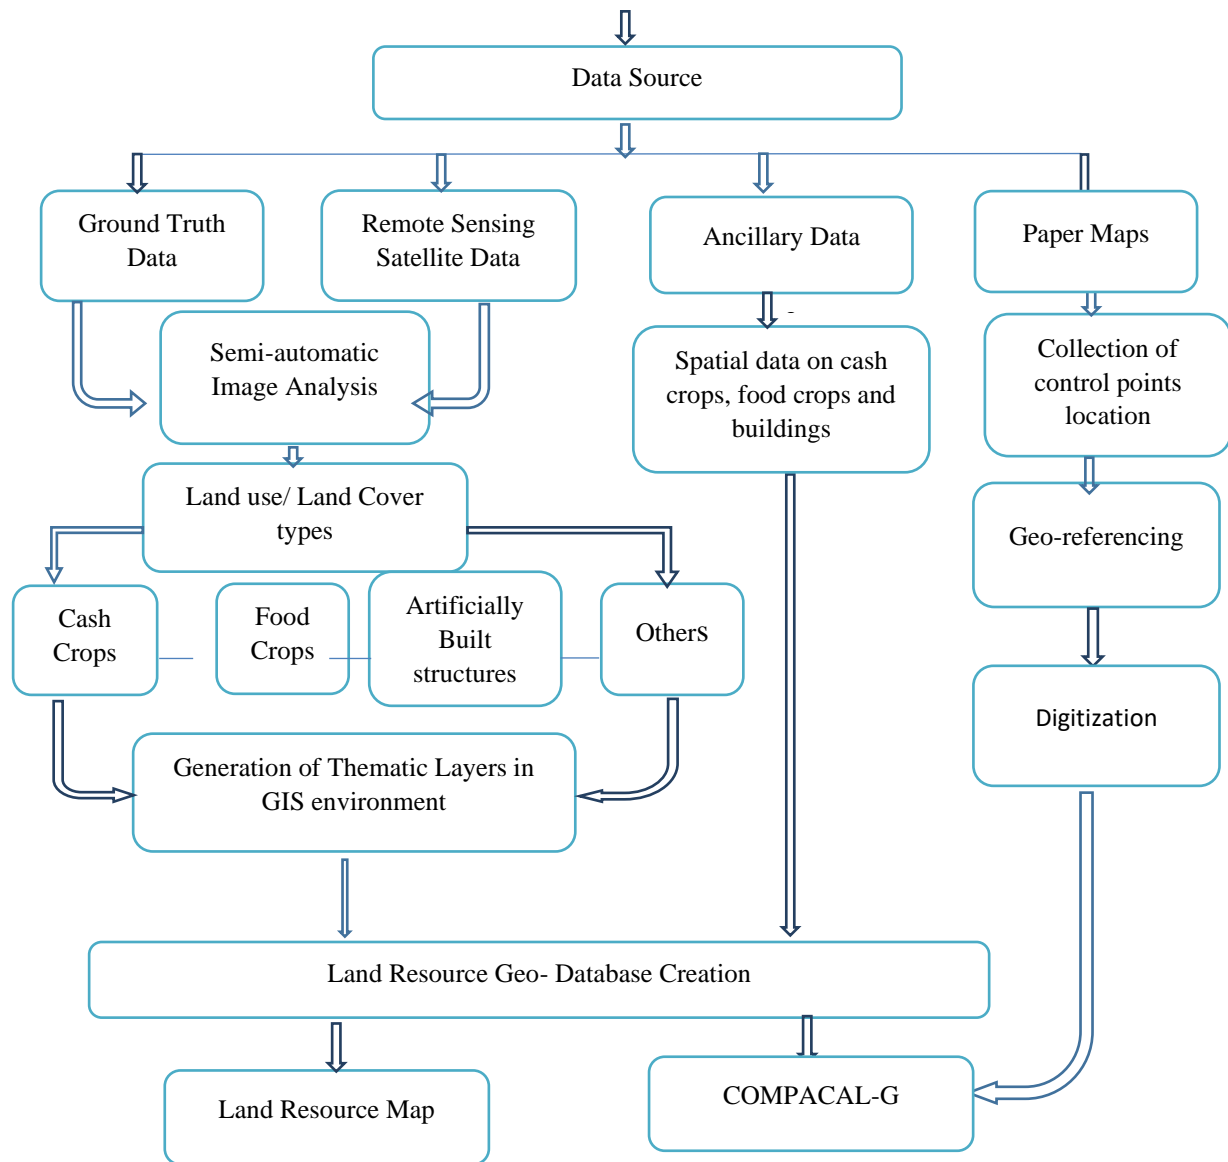 Data Source
Ground Truth
Data
Remote Sensing
Satellite Data
Ancillary Data
Paper Maps
Semi-automatic
Image Analysis
Spatial data on cash
crops, food crops and
buildings
Collection of
control points
location
Land use/ Land Cover
types
Geo-referencing
Cash
Crops
Food
Crops
Artificially
Built
structures
Others
Digitization
Generation of Thematic Layers in
GIS environment
Land Resource Geo- Database Creation
Land Resource Map
COMPACAL-G